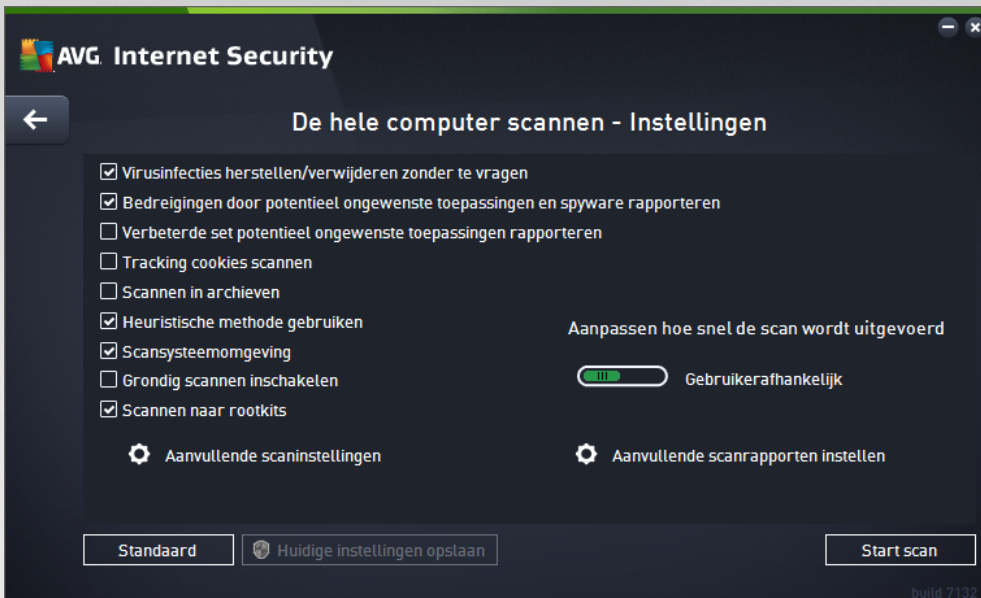 AVG. Internet Security
De hele computer scannen - Instellingen
Virusinfecties herstellen/verwijderen zonder te vragen
Bedreigingen door potentieel ongewenste toepassingen en spyware rapporteren
Verbeterde set potentieel ongewenste toepassingen rapporteren
Tracking cookies scannen
Scannen in archieven
Heuristische methode gebruiken
Scansysteemomgeving
Grondig scannen inschakelen
Scannen naar rootkits
Aanpassen hoe snel de scan wordt uitgevoerd
Gebruikerafhankelijk
Aanvullende scaninstellingen
Aanvullende scanrapporten instellen
Standaard
Huidige instellingen opslaan
Start scan
build 7132